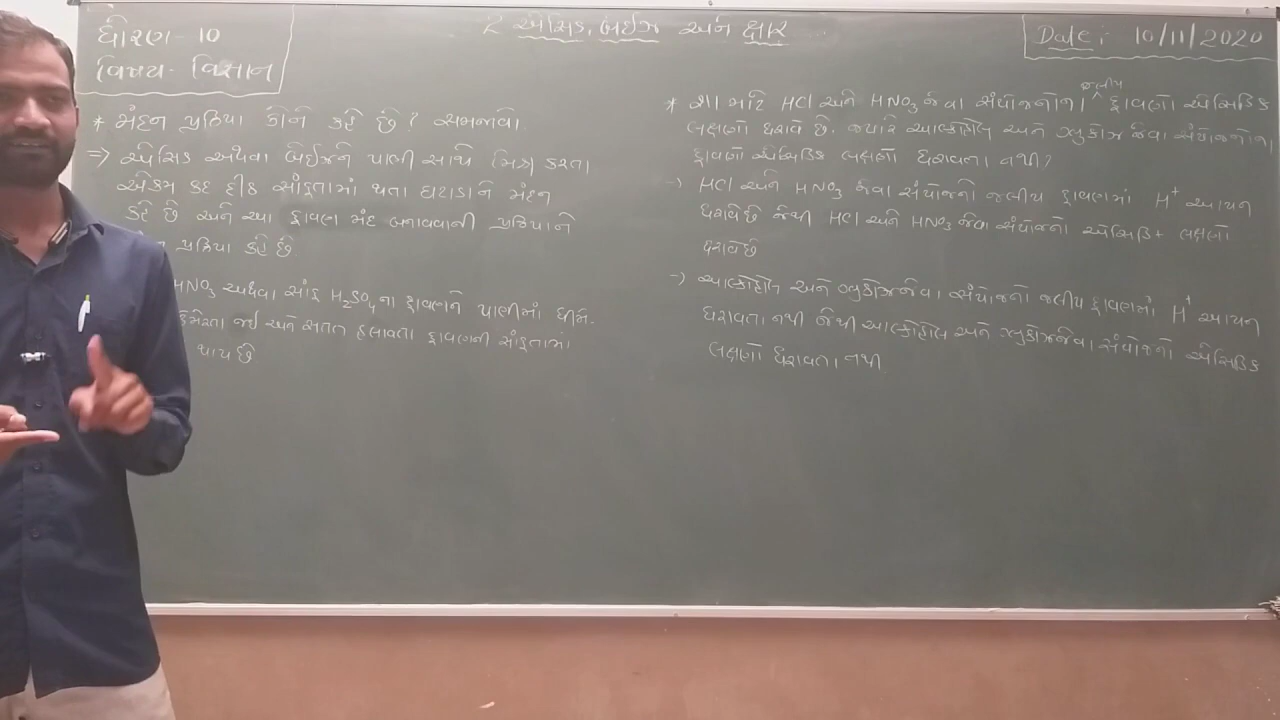 ધોરણ - 10
વિષય - વિજ્ઞાન
2 એસિડ, બેઈઝ અને ક્ષાર
Date: 10/11/2020
* મંદન પ્રક્રિયા કોને કહે છે? સમજાવો.
⇒ એસિડ અથવા બેઈઝને પાણી સાથે મિશ્ર કરતા
એકમ કદ દીઠ સાંદ્રતામાં થતા ઘટાડાને મંદન
કહે છે અને આ દ્રાવણ મંદ બનાવવાની પ્રક્રિયાને
પ્રક્રિયા કહે છે.
HNO₃ અથવા સાંદ્ર H₂SO₄ ના દ્રાવણને પાણીમાં ધીમે
ઉમેરતા જઈ અને સતત હલાવતા દ્રાવણની સાંદ્રતામાં
થાય છે
* શા માટે HCl અને HNO₃ જેવા સંયોજનોના જલીય દ્રાવણો એસિડિક
લક્ષણો ધરાવે છે. જ્યારે આલ્કોહોલ અને ગ્લુકોઝ જેવા સંયોજનોના
દ્રાવણો એસિડિક લક્ષણો ધરાવતા નથી?
→ HCl અને HNO₃ જેવા સંયોજનો જલીય દ્રાવણમાં H⁺ આયન
ધરાવે છે જેથી HCl અને HNO₃ જેવા સંયોજનો એસિડિક લક્ષણો
ધરાવે છે
→ આલ્કોહોલ અને ગ્લુકોઝ જેવા સંયોજનો જલીય દ્રાવણમાં H⁺ આયન
ધરાવતા નથી જેથી આલ્કોહોલ અને ગ્લુકોઝ જેવા સંયોજનો એસિડિક
લક્ષણો ધરાવતા નથી